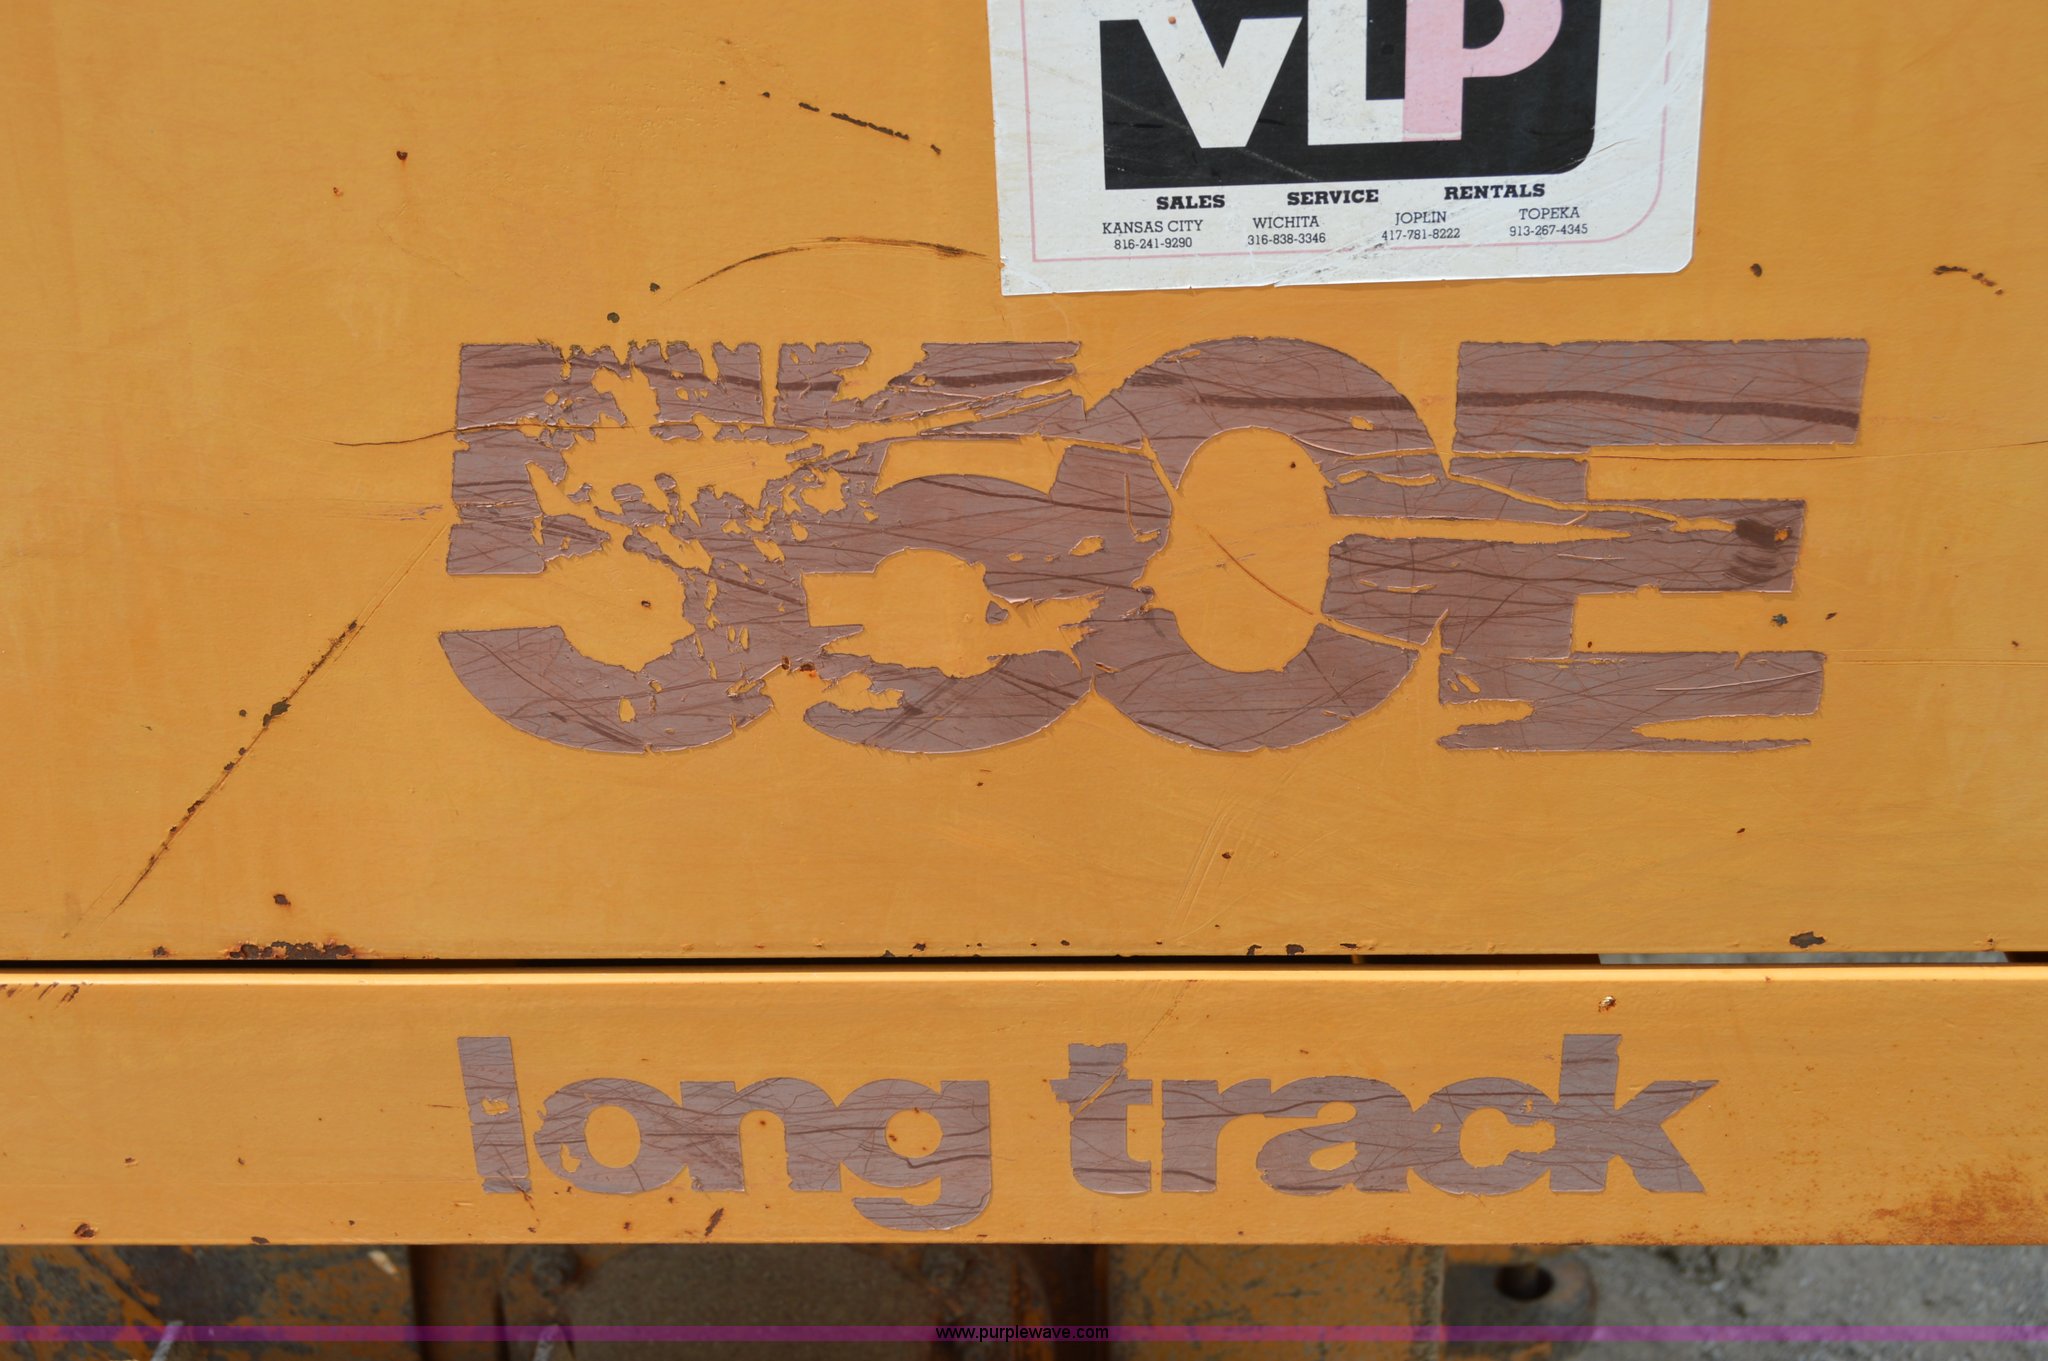 VLP
SALES SERVICE RENTALS
KANSAS CITY WICHITA JOPLIN TOPEKA
816-241-9290 316-838-3346 417-781-8222 913-267-4345
550E
long track
www.purplewave.com